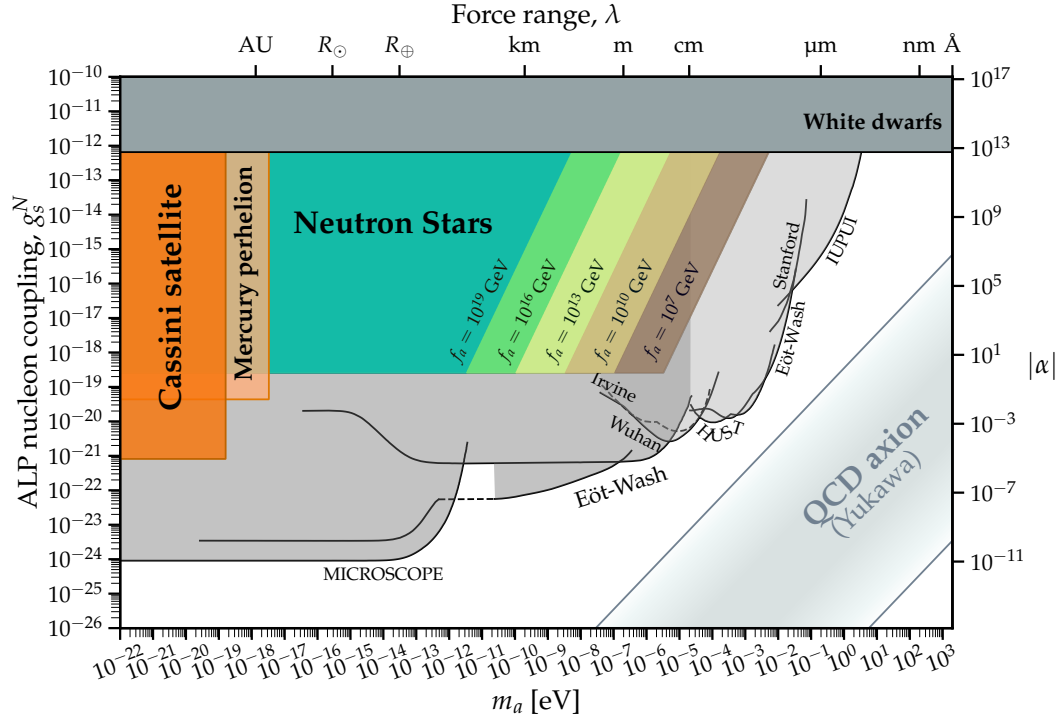 Force range, λ
AU R⊙ R⊕ km m cm μm nm Å
ALP nucleon coupling, g_s^N
10^−10
10^−11
10^−12
10^−13
10^−14
10^−15
10^−16
10^−17
10^−18
10^−19
10^−20
10^−21
10^−22
10^−23
10^−24
10^−25
10^−26
White dwarfs
Cassini satellite
Mercury perhelion
Neutron Stars
f_a = 10^19 GeV
f_a = 10^16 GeV
f_a = 10^13 GeV
f_a = 10^10 GeV
f_a = 10^7 GeV
Stanford
IUPUI
Eöt-Wash
Irvine
Wuhan
HUST
Eöt-Wash
MICROSCOPE
QCD axion
(Yukawa)
10^17
10^13
10^9
10^5
10^1
10^−3
10^−7
10^−11
|α|
10^−22 10^−21 10^−20 10^−19 10^−18 10^−17 10^−16 10^−15 10^−14 10^−13 10^−12 10^−11 10^−10 10^−9 10^−8 10^−7 10^−6 10^−5 10^−4 10^−3 10^−2 10^−1 10^0 10^1 10^2 10^3
m_a [eV]